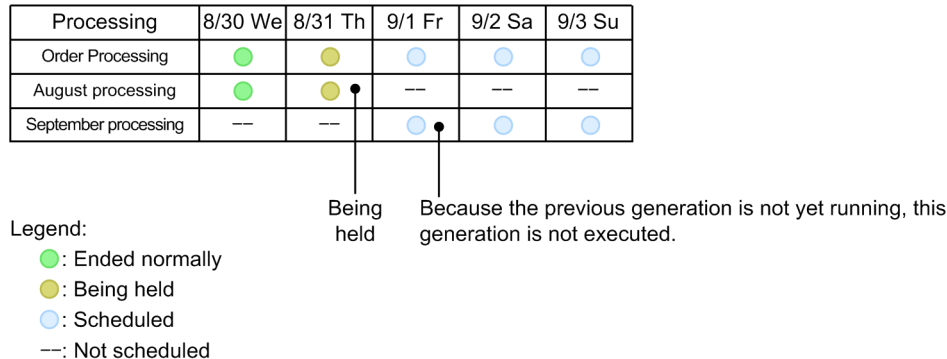 Processing 8/30 We 8/31 Th 9/1 Fr 9/2 Sa 9/3 Su
Order Processing
August processing -- -- --
September processing -- --
Being held
Because the previous generation is not yet running, this generation is not executed.
Legend:
: Ended normally
: Being held
: Scheduled
--: Not scheduled